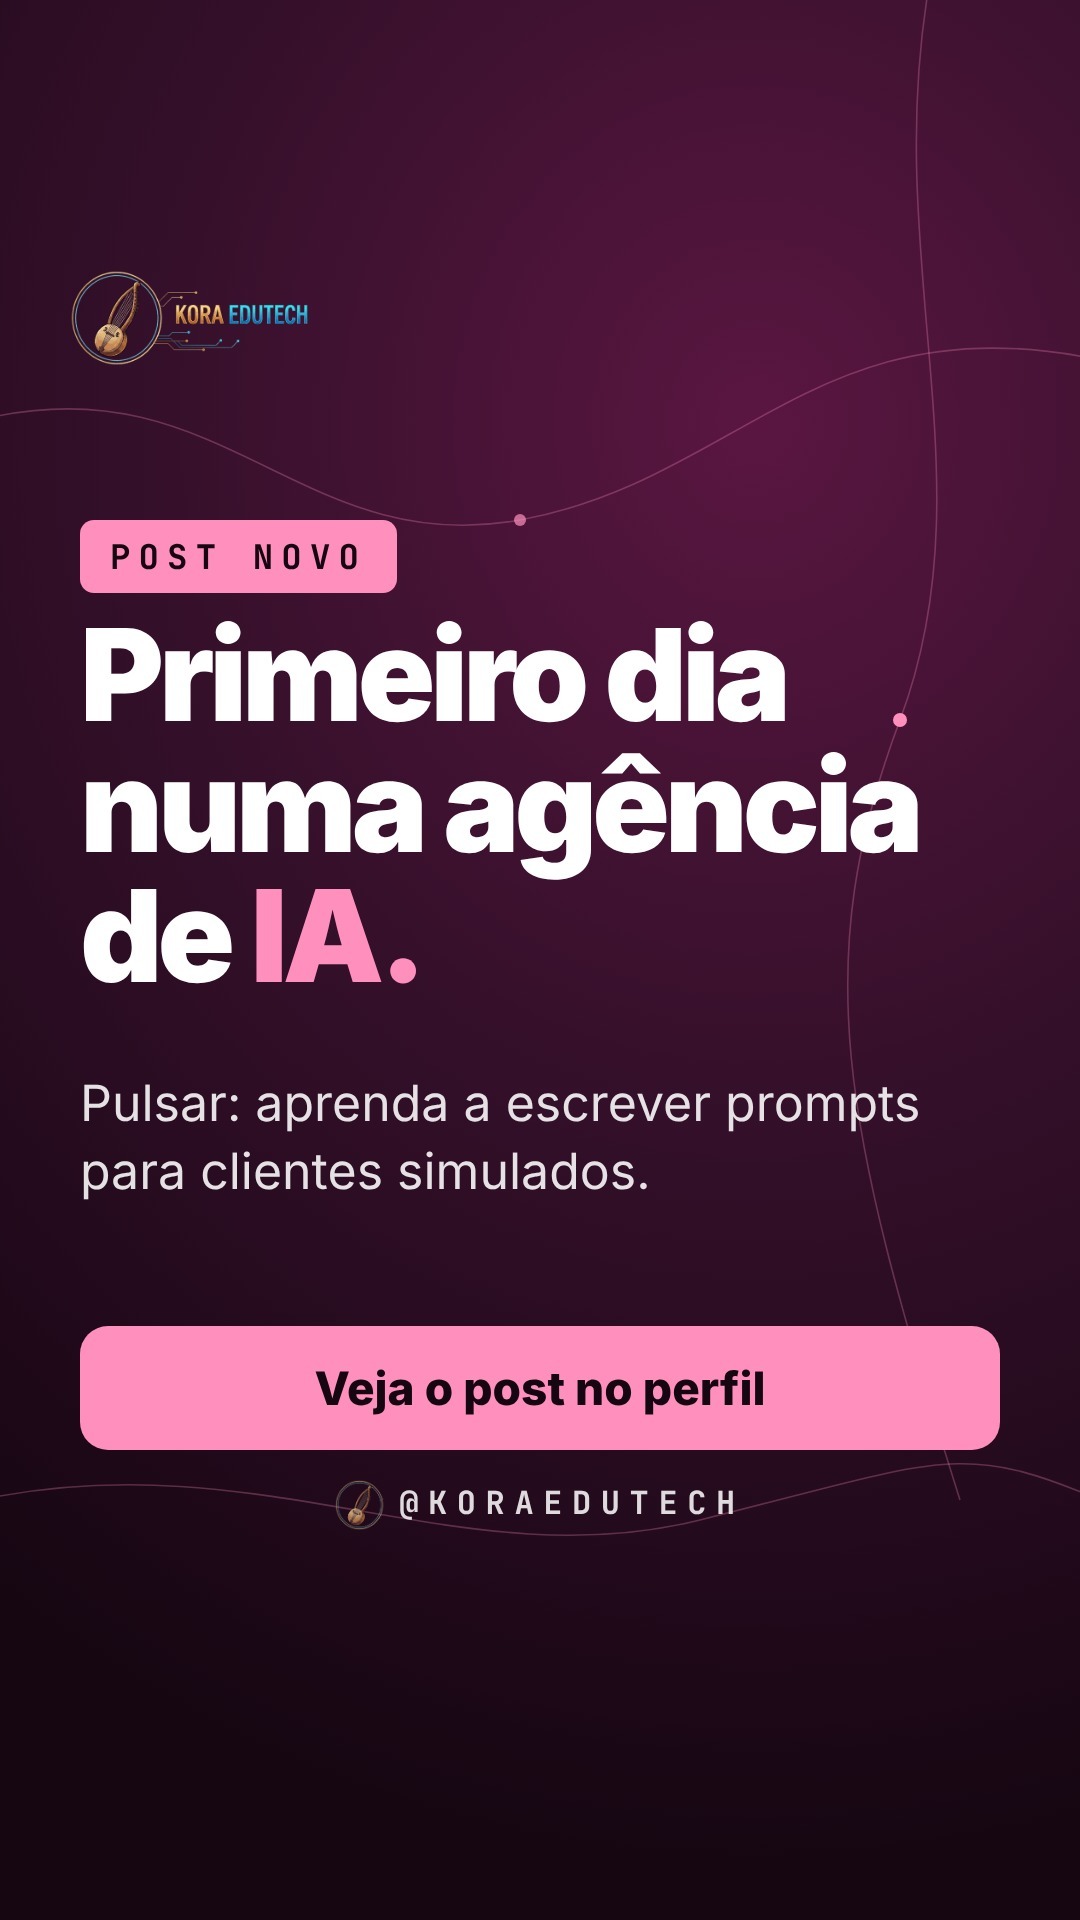 KORA EDUTECH
POST NOVO
Primeiro dia
numa agência
de IA.
Pulsar: aprenda a escrever prompts
para clientes simulados.
Veja o post no perfil
@KORAEDUTECH